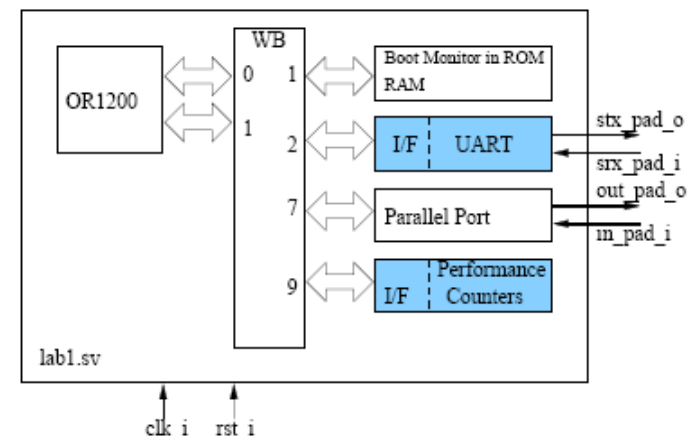 WB
OR1200
0
1
1
2
7
9
Boot Monitor in ROM
RAM
I/F
UART
Parallel Port
I/F
Performance
Counters
stx_pad_o
srx_pad_i
out_pad_o
in_pad_i
lab1.sv
clk_i
rst_i